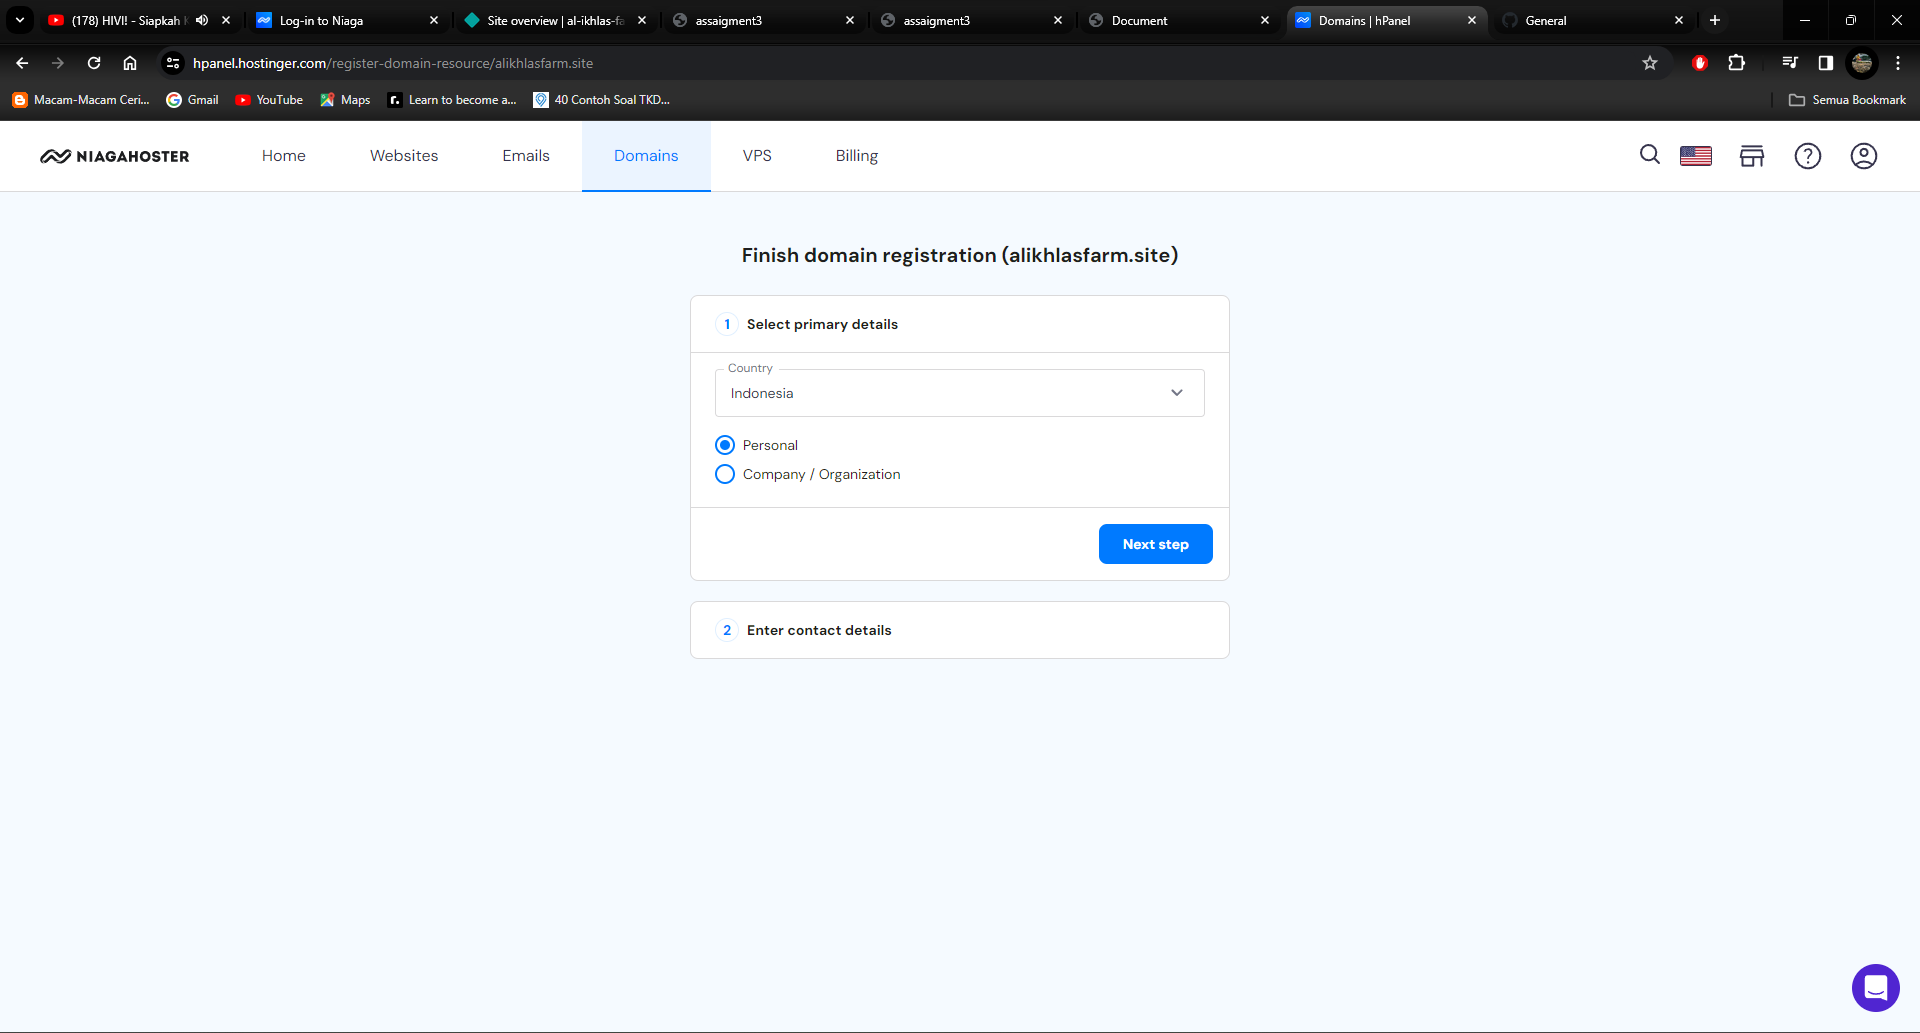 (178) HIVI! - Siapkah
Log-in to Niaga
Site overview | al-ikhlas-fa
assaigment3
assaigment3
Document
Domains | hPanel
General
hpanel.hostinger.com/register-domain-resource/alikhlasfarm.site
Macam-Macam Ceri...
Gmail
YouTube
Maps
r.
Learn to become a...
40 Contoh Soal TKD...
Semua Bookmark
NIAGAHOSTER
Home
Websites
Emails
Domains
VPS
Billing
Finish domain registration (alikhlasfarm.site)
1 Select primary details
Country
Indonesia
Personal
Company / Organization
Next step
2 Enter contact details